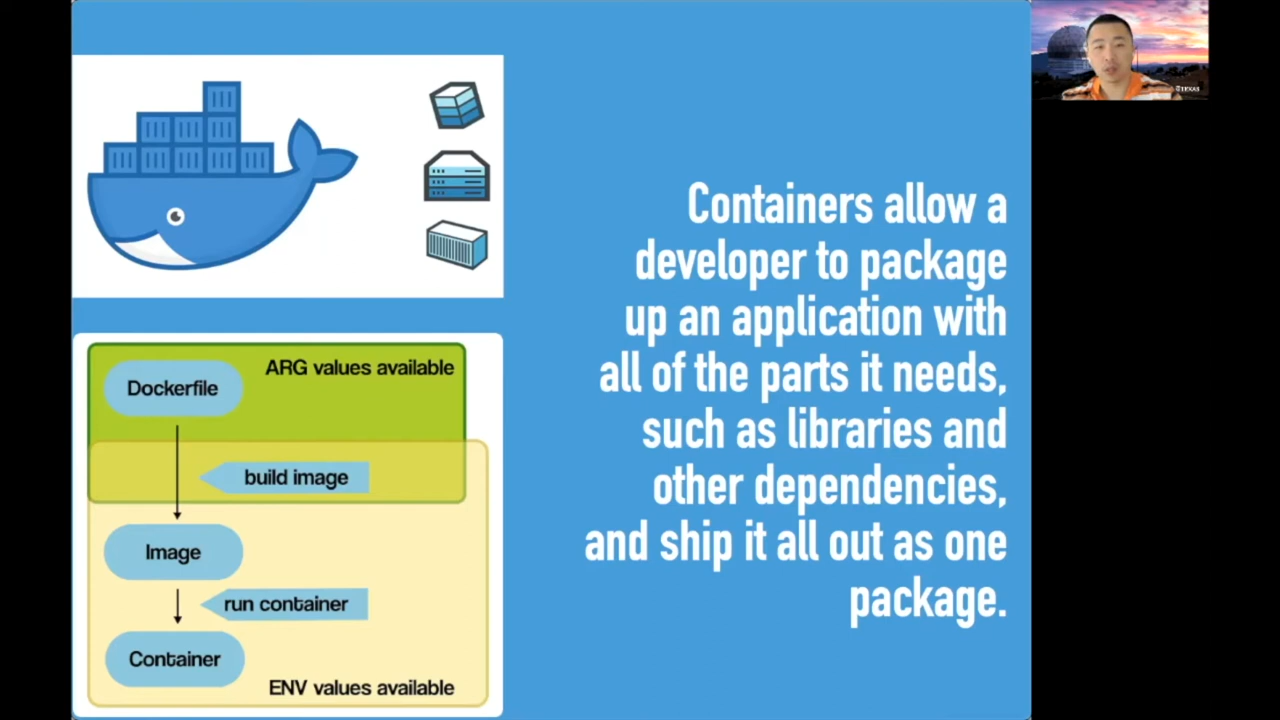 Containers allow a
developer to package
up an application with
all of the parts it needs,
such as libraries and
other dependencies,
and ship it all out as one
package.
ARG values available
Dockerfile
build image
Image
run container
Container
ENV values available
TEXAS